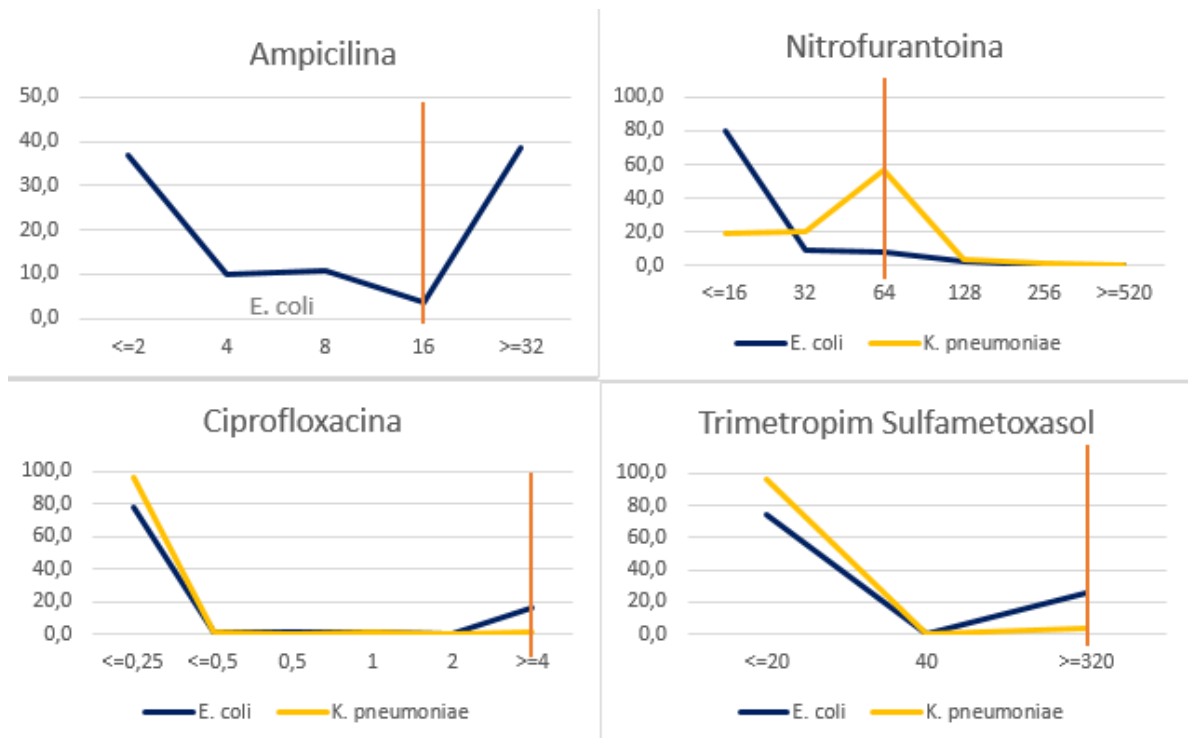 Ampicilina
50,0
40,0
30,0
20,0
10,0
0,0
E. coli
<=2 4 8 16 >=32
Nitrofurantoina
100,0
80,0
60,0
40,0
20,0
0,0
<=16 32 64 128 256 >=520
E. coli K. pneumoniae
Ciprofloxacina
100,0
80,0
60,0
40,0
20,0
0,0
<=0,25 <=0,5 0,5 1 2 >=4
E. coli K. pneumoniae
Trimetropim Sulfametoxasol
100,0
80,0
60,0
40,0
20,0
0,0
<=20 40 >=320
E. coli K. pneumoniae